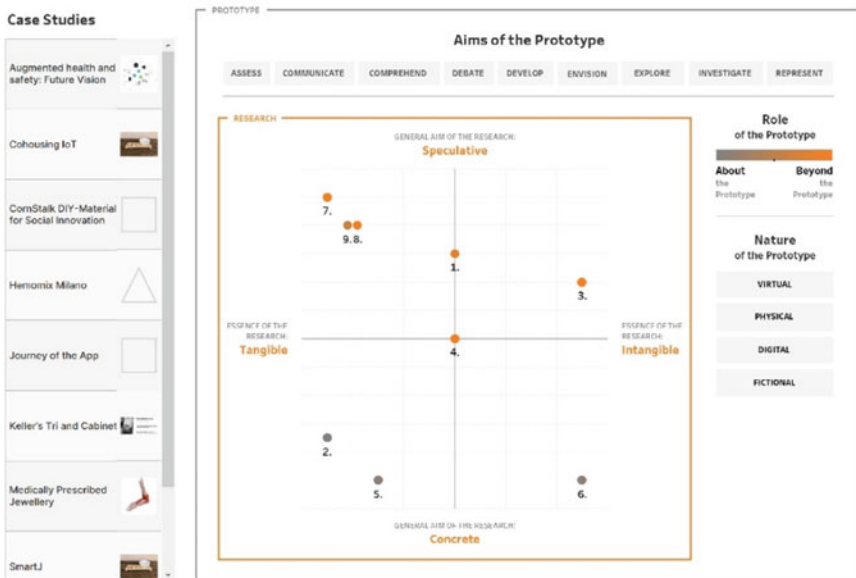 Case Studies
Augmented health and
safety: Future Vision
Cohousing IoT
CornStalk DIY-Material
for Social Innovation
Hemomix Milano
Journey of the App
Keller's Tri and Cabinet
Medically Prescribed
Jewellery
SmartJ
PROTOTYPE
Aims of the Prototype
ASSESS COMMUNICATE COMPREHEND DEBATE DEVELOP ENVISION EXPLORE INVESTIGATE REPRESENT
RESEARCH
GENERAL AIM OF THE RESEARCH:
Speculative
7.
9.8.
1.
3.
ESSENCE OF THE
RESEARCH:
Tangible
4.
ESSENCE OF THE
RESEARCH:
Intangible
2.
5.
6.
GENERAL AIM OF THE RESEARCH:
Concrete
Role
of the Prototype
About Beyond
the the
Prototype Prototype
Nature
of the Prototype
VIRTUAL
PHYSICAL
DIGITAL
FICTIONAL